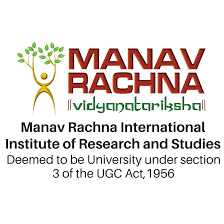 MANAV
RACHNA
vidyanatariksha
Manav Rachna International
Institute of Research and Studies
Deemed to be University under section
3 of the UGC Act, 1956